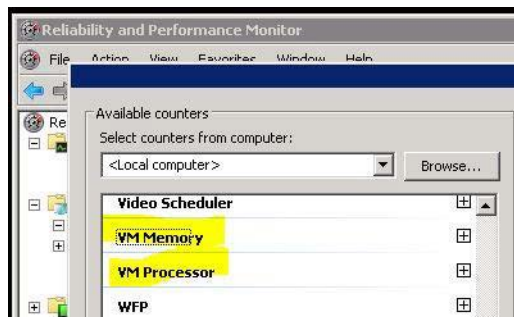 Reliability and Performance Monitor
File Action View Favorites Window Help
Re
Available counters
Select counters from computer:
<Local computer> Browse...
Video Scheduler
VM Memory
VM Processor
WFP